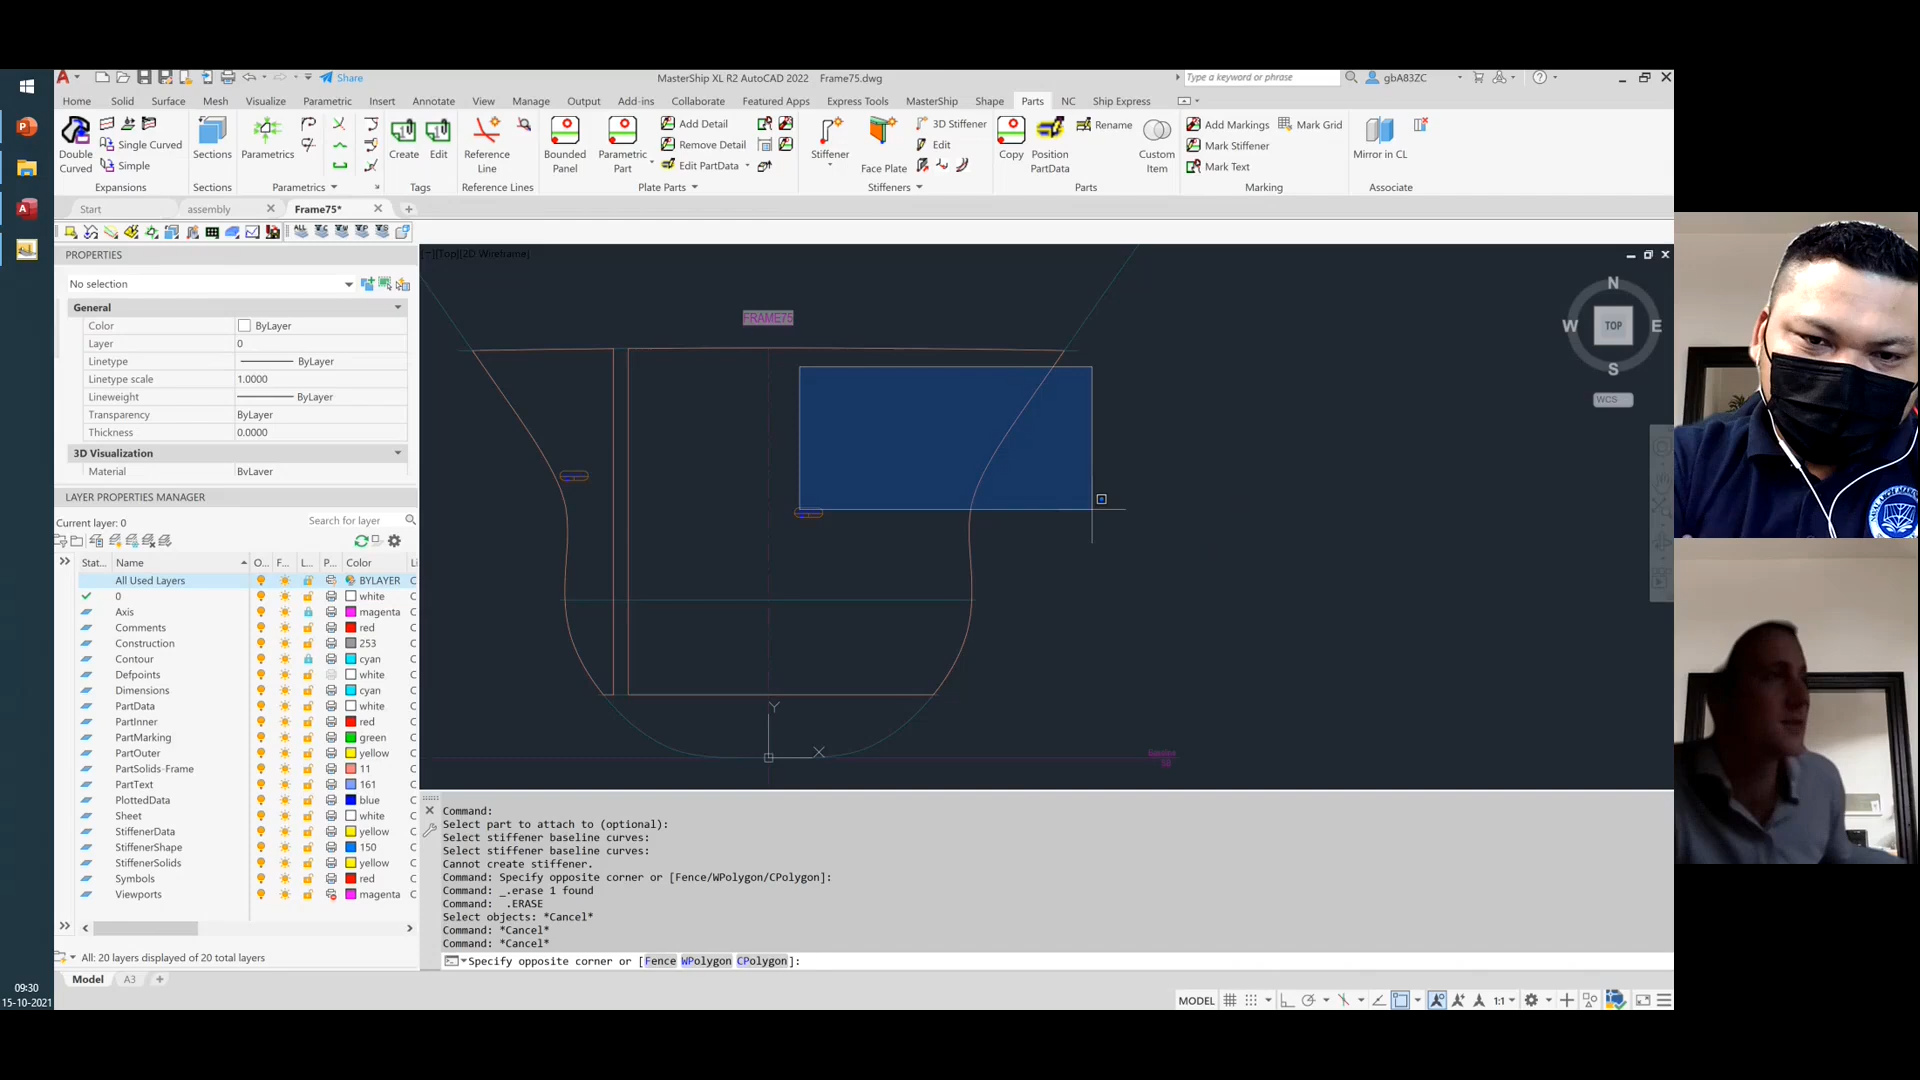 MasterShip XL R2 AutoCAD 2022 Frame75.dwg
Share
Type a keyword or phrase
gbA83ZC
Home Solid Surface Mesh Visualize Parametric Insert Annotate View Manage Output Add-ins Collaborate Featured Apps Express Tools MasterShip Shape Parts NC Ship Express
Double Curved
Single Curved
Simple
Sections
Parametrics
Create
Edit
Reference Line
Bounded Panel
Parametric Part
Add Detail
Remove Detail
Edit PartData
Stiffener
Face Plate
3D Stiffener
Edit
Copy
Position PartData
Rename
Custom Item
Add Markings
Mark Grid
Mark Stiffener
Mark Text
Mirror in CL
Expansions Sections Parametrics Tags Reference Lines Plate Parts Stiffeners Parts Marking Associate
Start assembly Frame75*
ALL
PROPERTIES
No selection
General
Color ByLayer
Layer 0
Linetype ByLayer
Linetype scale 1.0000
Lineweight ByLayer
Transparency ByLayer
Thickness 0.0000
3D Visualization
Material ByLayer
LAYER PROPERTIES MANAGER
Current layer: 0
Search for layer
Stat... Name O... F... L... P... Color Li
All Used Layers BYLAYER C
0 white C
Axis magenta C
Comments red C
Construction 253 C
Contour cyan C
Defpoints white C
Dimensions cyan C
PartData white C
PartInner red C
PartMarking green C
PartOuter yellow C
PartSolids-Frame 11 C
PartText 161 C
PlottedData blue C
Sheet white C
StiffenerData yellow C
StiffenerShape 150 C
StiffenerSolids yellow C
Symbols red C
Viewports magenta C
All: 20 layers displayed of 20 total layers
[−][Top][2D Wireframe]
FRAME75
N
W TOP E
S
WCS
Y
X
Command:
Select part to attach to (optional):
Select stiffener baseline curves:
Select stiffener baseline curves:
Cannot create stiffener.
Command: Specify opposite corner or [Fence/WPolygon/CPolygon]:
Command: _.erase 1 found
Command: .ERASE
Select objects: *Cancel*
Command: *Cancel*
Command: *Cancel*
Specify opposite corner or [Fence WPolygon CPolygon]:
Model A3 +
MODEL
1:1
09:30
15-10-2021